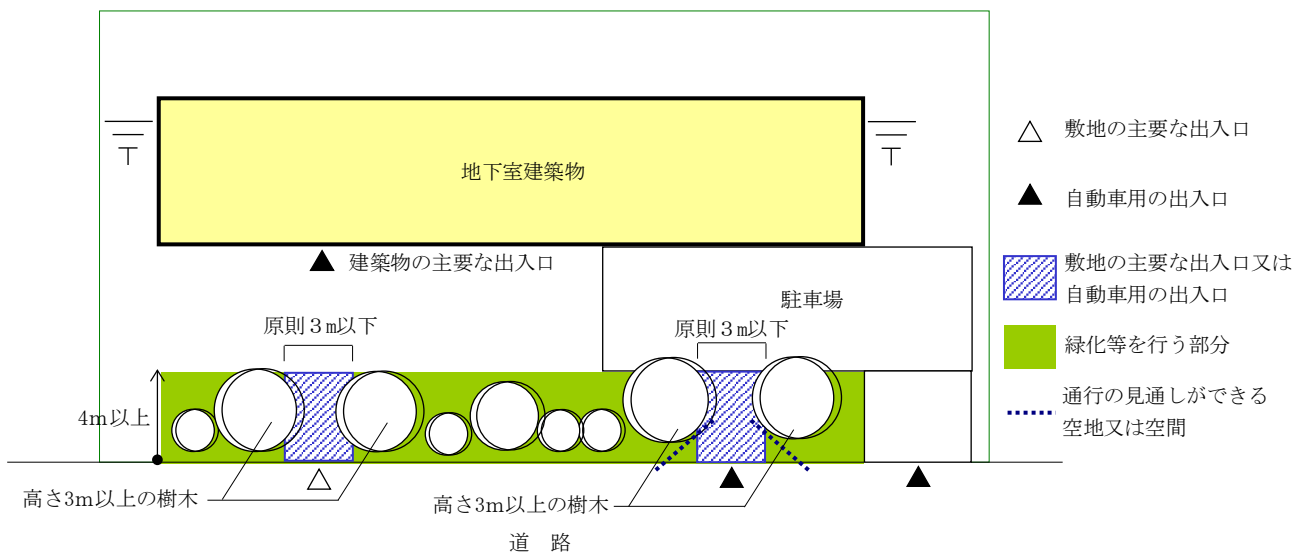 地下室建築物
▲ 建築物の主要な出入口
駐車場
原則３ｍ以下
原則３ｍ以下
4m以上
高さ3m以上の樹木
高さ3m以上の樹木
道　路
△ 敷地の主要な出入口
▲ 自動車用の出入口
敷地の主要な出入口又は
自動車用の出入口
緑化等を行う部分
通行の見通しができる
空地又は空間